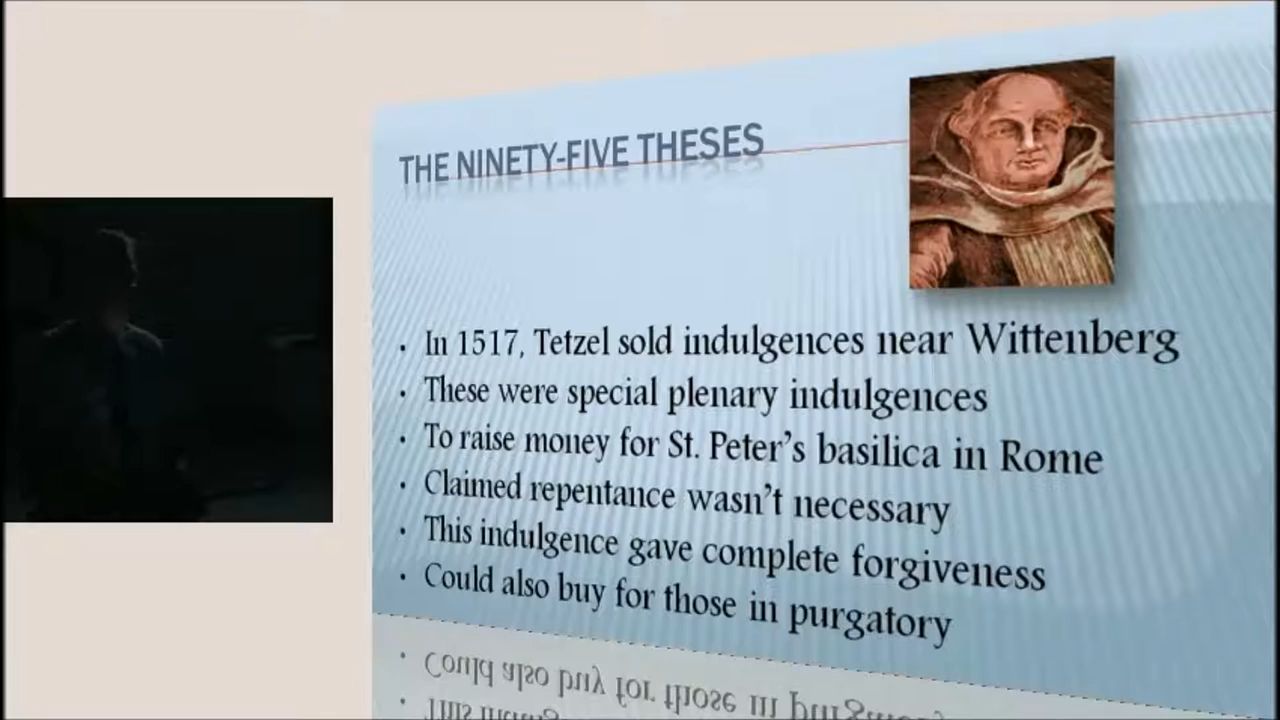 THE NINETY-FIVE THESES
• In 1517, Tetzel sold indulgences near Wittenberg
• These were special plenary indulgences
• To raise money for St. Peter's basilica in Rome
• Claimed repentance wasn't necessary
• This indulgence gave complete forgiveness
• Could also buy for those in purgatory